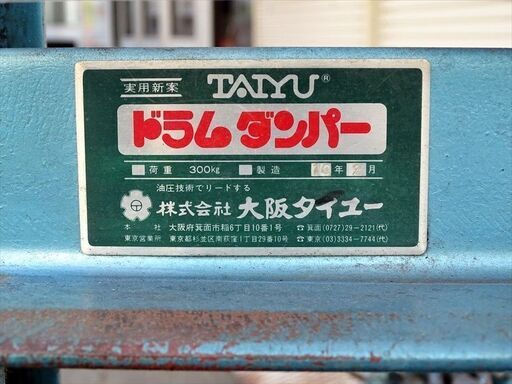 実用新案 TAIYU®
ドラムダンパー
荷重 300kg 製造 年 月
油圧技術でリードする
株式会社 大阪タイユー
本社 大阪府箕面市稲6丁目10番1号 ☎箕面(0727)29-2121(代)
東京営業所 東京都杉並区南荻窪1丁目29番10号 ☎東京(03)3334-7744(代)